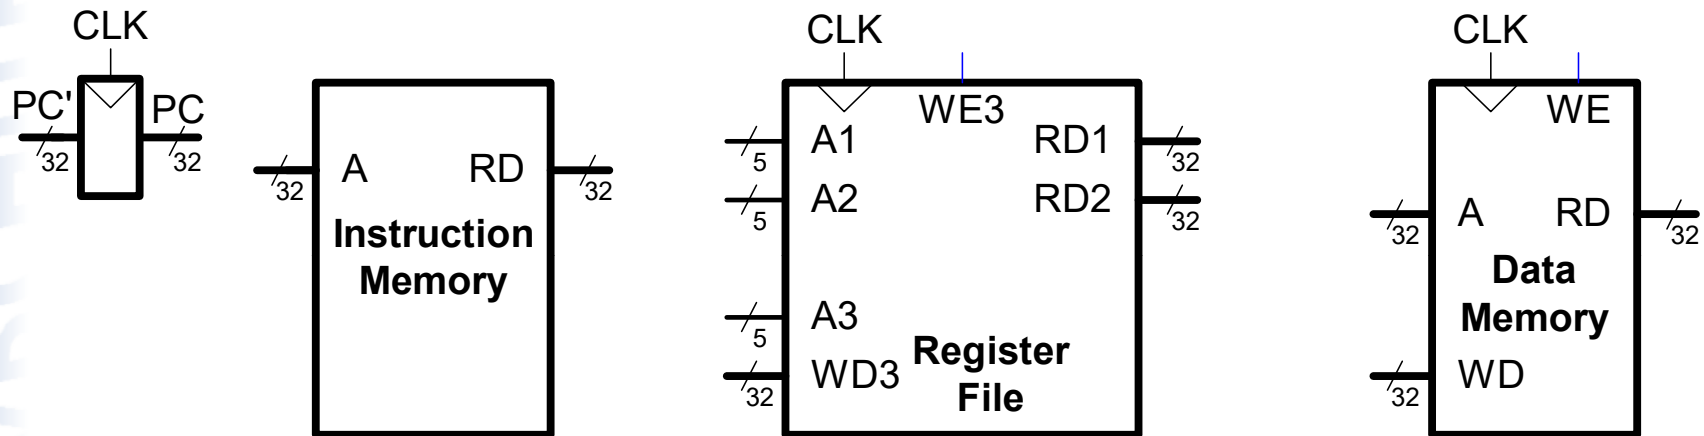 CLK
PC'
PC
32
32
A
RD
32
32
Instruction
Memory
CLK
WE3
A1
RD1
5
32
A2
RD2
5
32
A3
5
WD3
32
Register
File
CLK
WE
A
RD
32
32
Data
Memory
WD
32